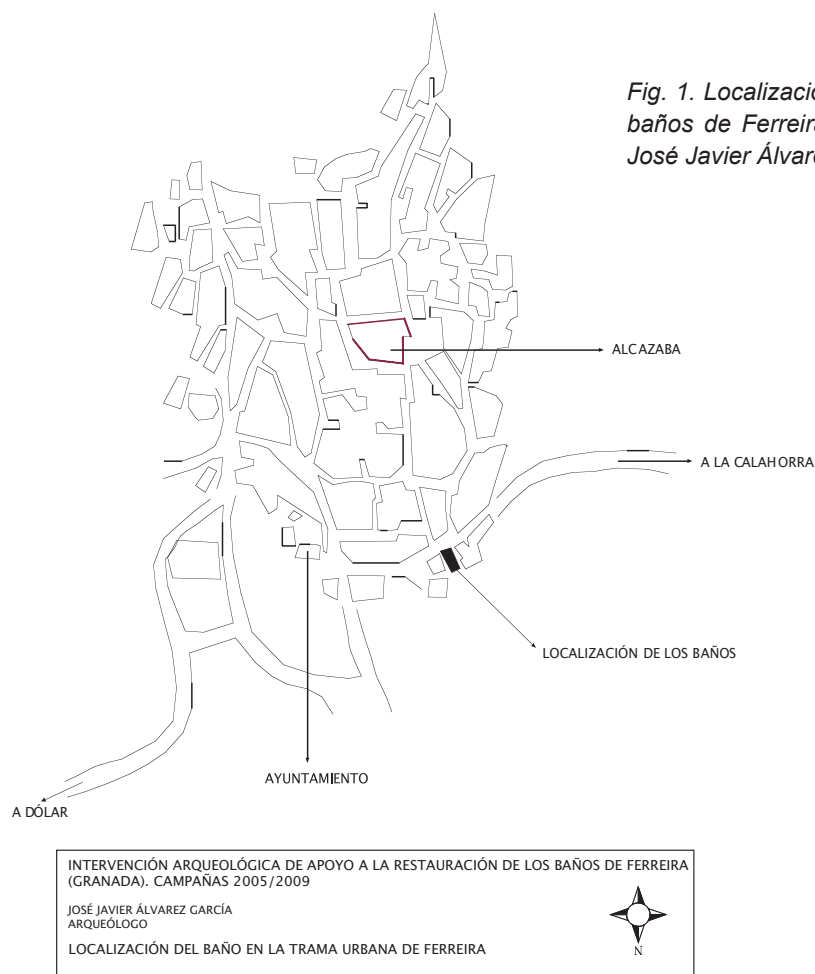 Fig. 1. Localizació
baños de Ferreira
José Javier Álvare
ALCAZABA
A LA CALAHORRA
LOCALIZACIÓN DE LOS BAÑOS
AYUNTAMIENTO
A DÓLAR
INTERVENCIÓN ARQUEOLÓGICA DE APOYO A LA RESTAURACIÓN DE LOS BAÑOS DE FERREIRA
(GRANADA). CAMPAÑAS 2005/2009
JOSÉ JAVIER ÁLVAREZ GARCÍA
ARQUEÓLOGO
LOCALIZACIÓN DEL BAÑO EN LA TRAMA URBANA DE FERREIRA
N